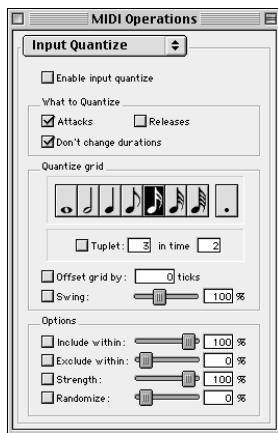 MIDI Operations
Input Quantize
Enable input quantize
What to Quantize
Attacks Releases
Don't change durations
Quantize grid
Tuplet: 3 in time 2
Offset grid by: 0 ticks
Swing: 100 %
Options
Include within: 100 %
Exclude within: 0 %
Strength: 100 %
Randomize: 0 %